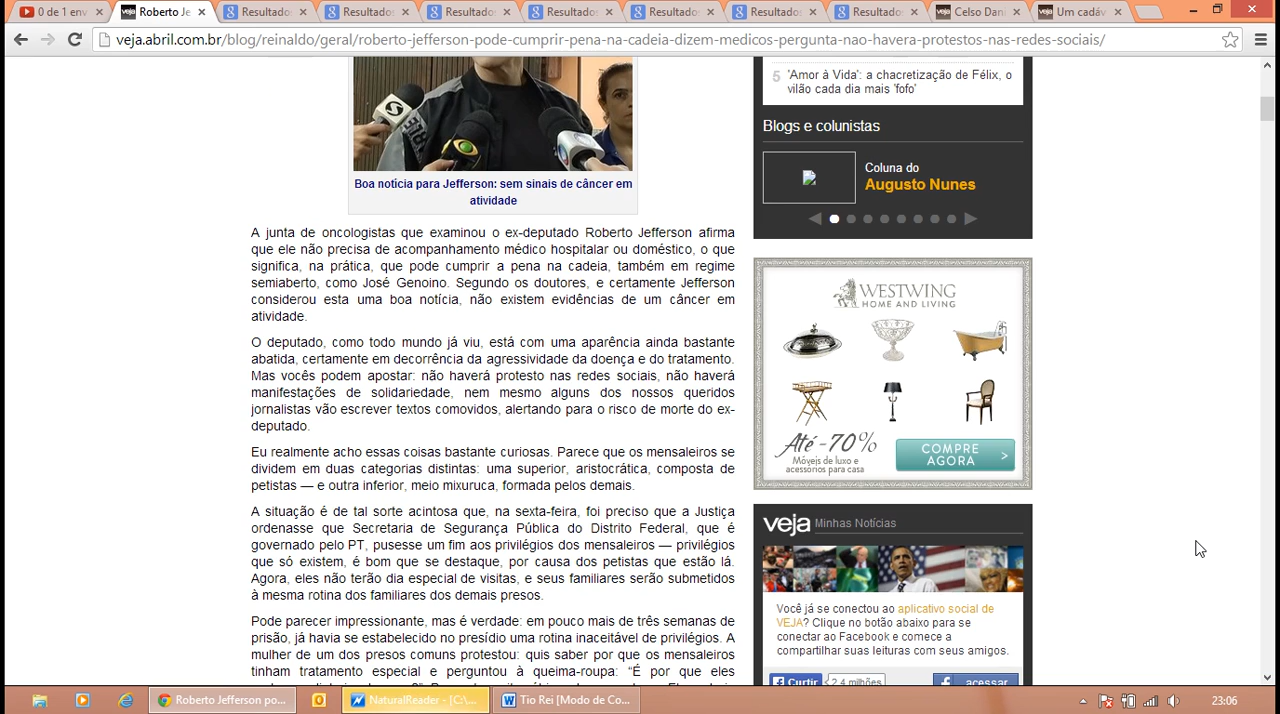 0 de 1 env
Roberto Je
Resultados
Resultados
Resultados
Resultados
Resultados
Resultados
Resultados
Celso Dani
Um cadáv
veja.abril.com.br/blog/reinaldo/geral/roberto-jefferson-pode-cumprir-pena-na-cadeia-dizem-medicos-pergunta-nao-havera-protestos-nas-redes-sociais/
Boa notícia para Jefferson: sem sinais de câncer em
atividade
A junta de oncologistas que examinou o ex-deputado Roberto Jefferson afirma
que ele não precisa de acompanhamento médico hospitalar ou doméstico, o que
significa, na prática, que pode cumprir a pena na cadeia, também em regime
semiaberto, como José Genoino. Segundo os doutores, e certamente Jefferson
considerou esta uma boa notícia, não existem evidências de um câncer em
atividade.
O deputado, como todo mundo já viu, está com uma aparência ainda bastante
abatida, certamente em decorrência da agressividade da doença e do tratamento.
Mas vocês podem apostar: não haverá protesto nas redes sociais, não haverá
manifestações de solidariedade, nem mesmo alguns dos nossos queridos
jornalistas vão escrever textos comovidos, alertando para o risco de morte do ex-
deputado.
Eu realmente acho essas coisas bastante curiosas. Parece que os mensaleiros se
dividem em duas categorias distintas: uma superior, aristocrática, composta de
petistas — e outra inferior, meio mixuruca, formada pelos demais.
A situação é de tal sorte acintosa que, na sexta-feira, foi preciso que a Justiça
ordenasse que Secretaria de Segurança Pública do Distrito Federal, que é
governado pelo PT, pusesse um fim aos privilégios dos mensaleiros — privilégios
que só existem, é bom que se destaque, por causa dos petistas que estão lá.
Agora, eles não terão dia especial de visitas, e seus familiares serão submetidos
à mesma rotina dos familiares dos demais presos.
Pode parecer impressionante, mas é verdade: em pouco mais de três semanas de
prisão, já havia se estabelecido no presídio uma rotina inaceitável de privilégios. A
mulher de um dos presos comuns protestou: quis saber por que os mensaleiros
tinham tratamento especial e perguntou à queima-roupa: "É por que eles
5 'Amor à Vida': a chacretização de Félix, o
vilão cada dia mais 'fofo'
Blogs e colunistas
Coluna do
Augusto Nunes
WESTWING
HOME AND LIVING
Até -70%
Móveis de luxo e
acessorios para casa
COMPRE
AGORA >
veja Minhas Notícias
Você já se conectou ao aplicativo social de
VEJA? Clique no botão abaixo para se
conectar ao Facebook e comece a
compartilhar suas leituras com seus amigos.
Curtir 2,4 milhões
acessar
Roberto Jefferson po...
NaturalReader - [C:\...
Tio Rei [Modo de Co...
23:06